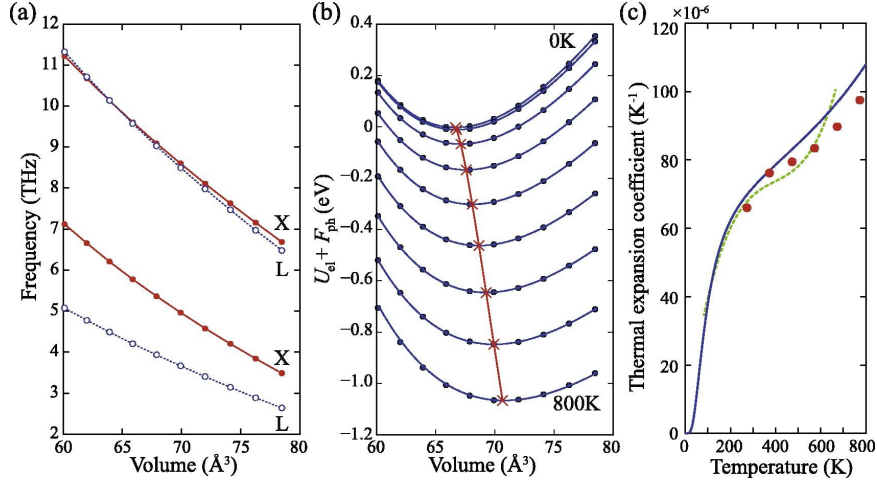 (a)
12
11
10
9
8
7
6
5
4
3
2
60
65
70
75
80
Frequency (THz)
Volume (Å³)
X
L
X
L
(b)
0.4
0.2
0
−0.2
−0.4
−0.6
−0.8
−1.0
−1.2
60
65
70
75
80
U_el + F_ph (eV)
Volume (Å³)
0K
800K
(c)
×10⁻⁶
120
100
80
60
40
20
0
0
200
400
600
800
Thermal expansion coefficient (K⁻¹)
Temperature (K)